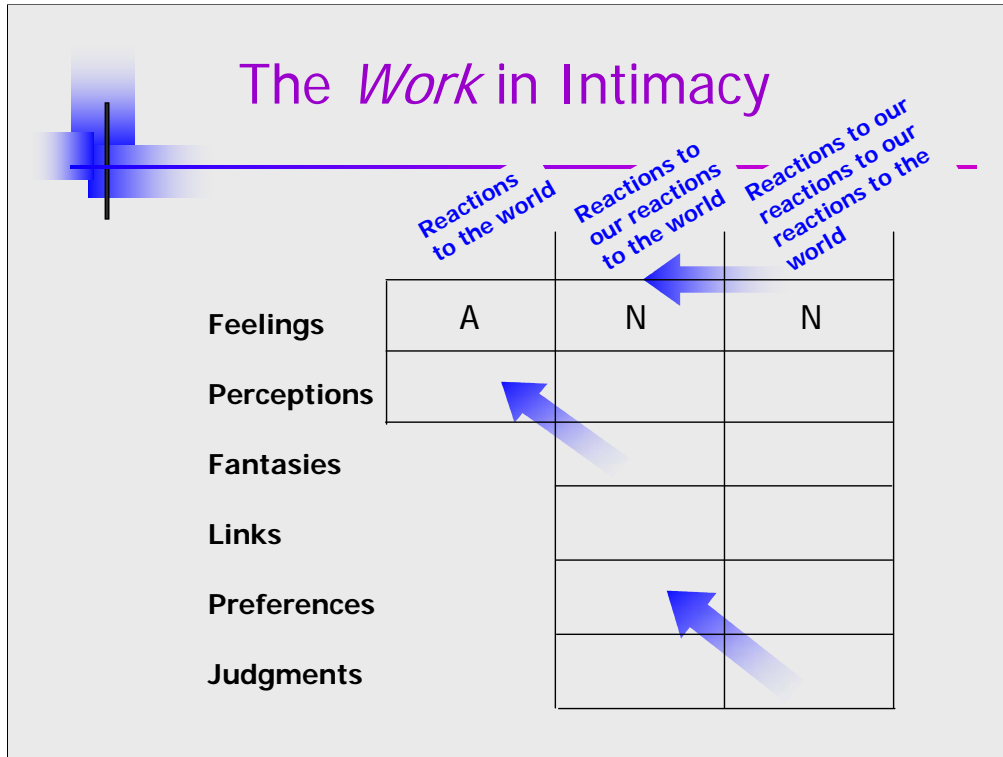 The Work in Intimacy
Reactions
to the world
Reactions to
our reactions
to the world
Reactions to our
reactions to our
reactions to the
world
Feelings A N N
Perceptions
Fantasies
Links
Preferences
Judgments